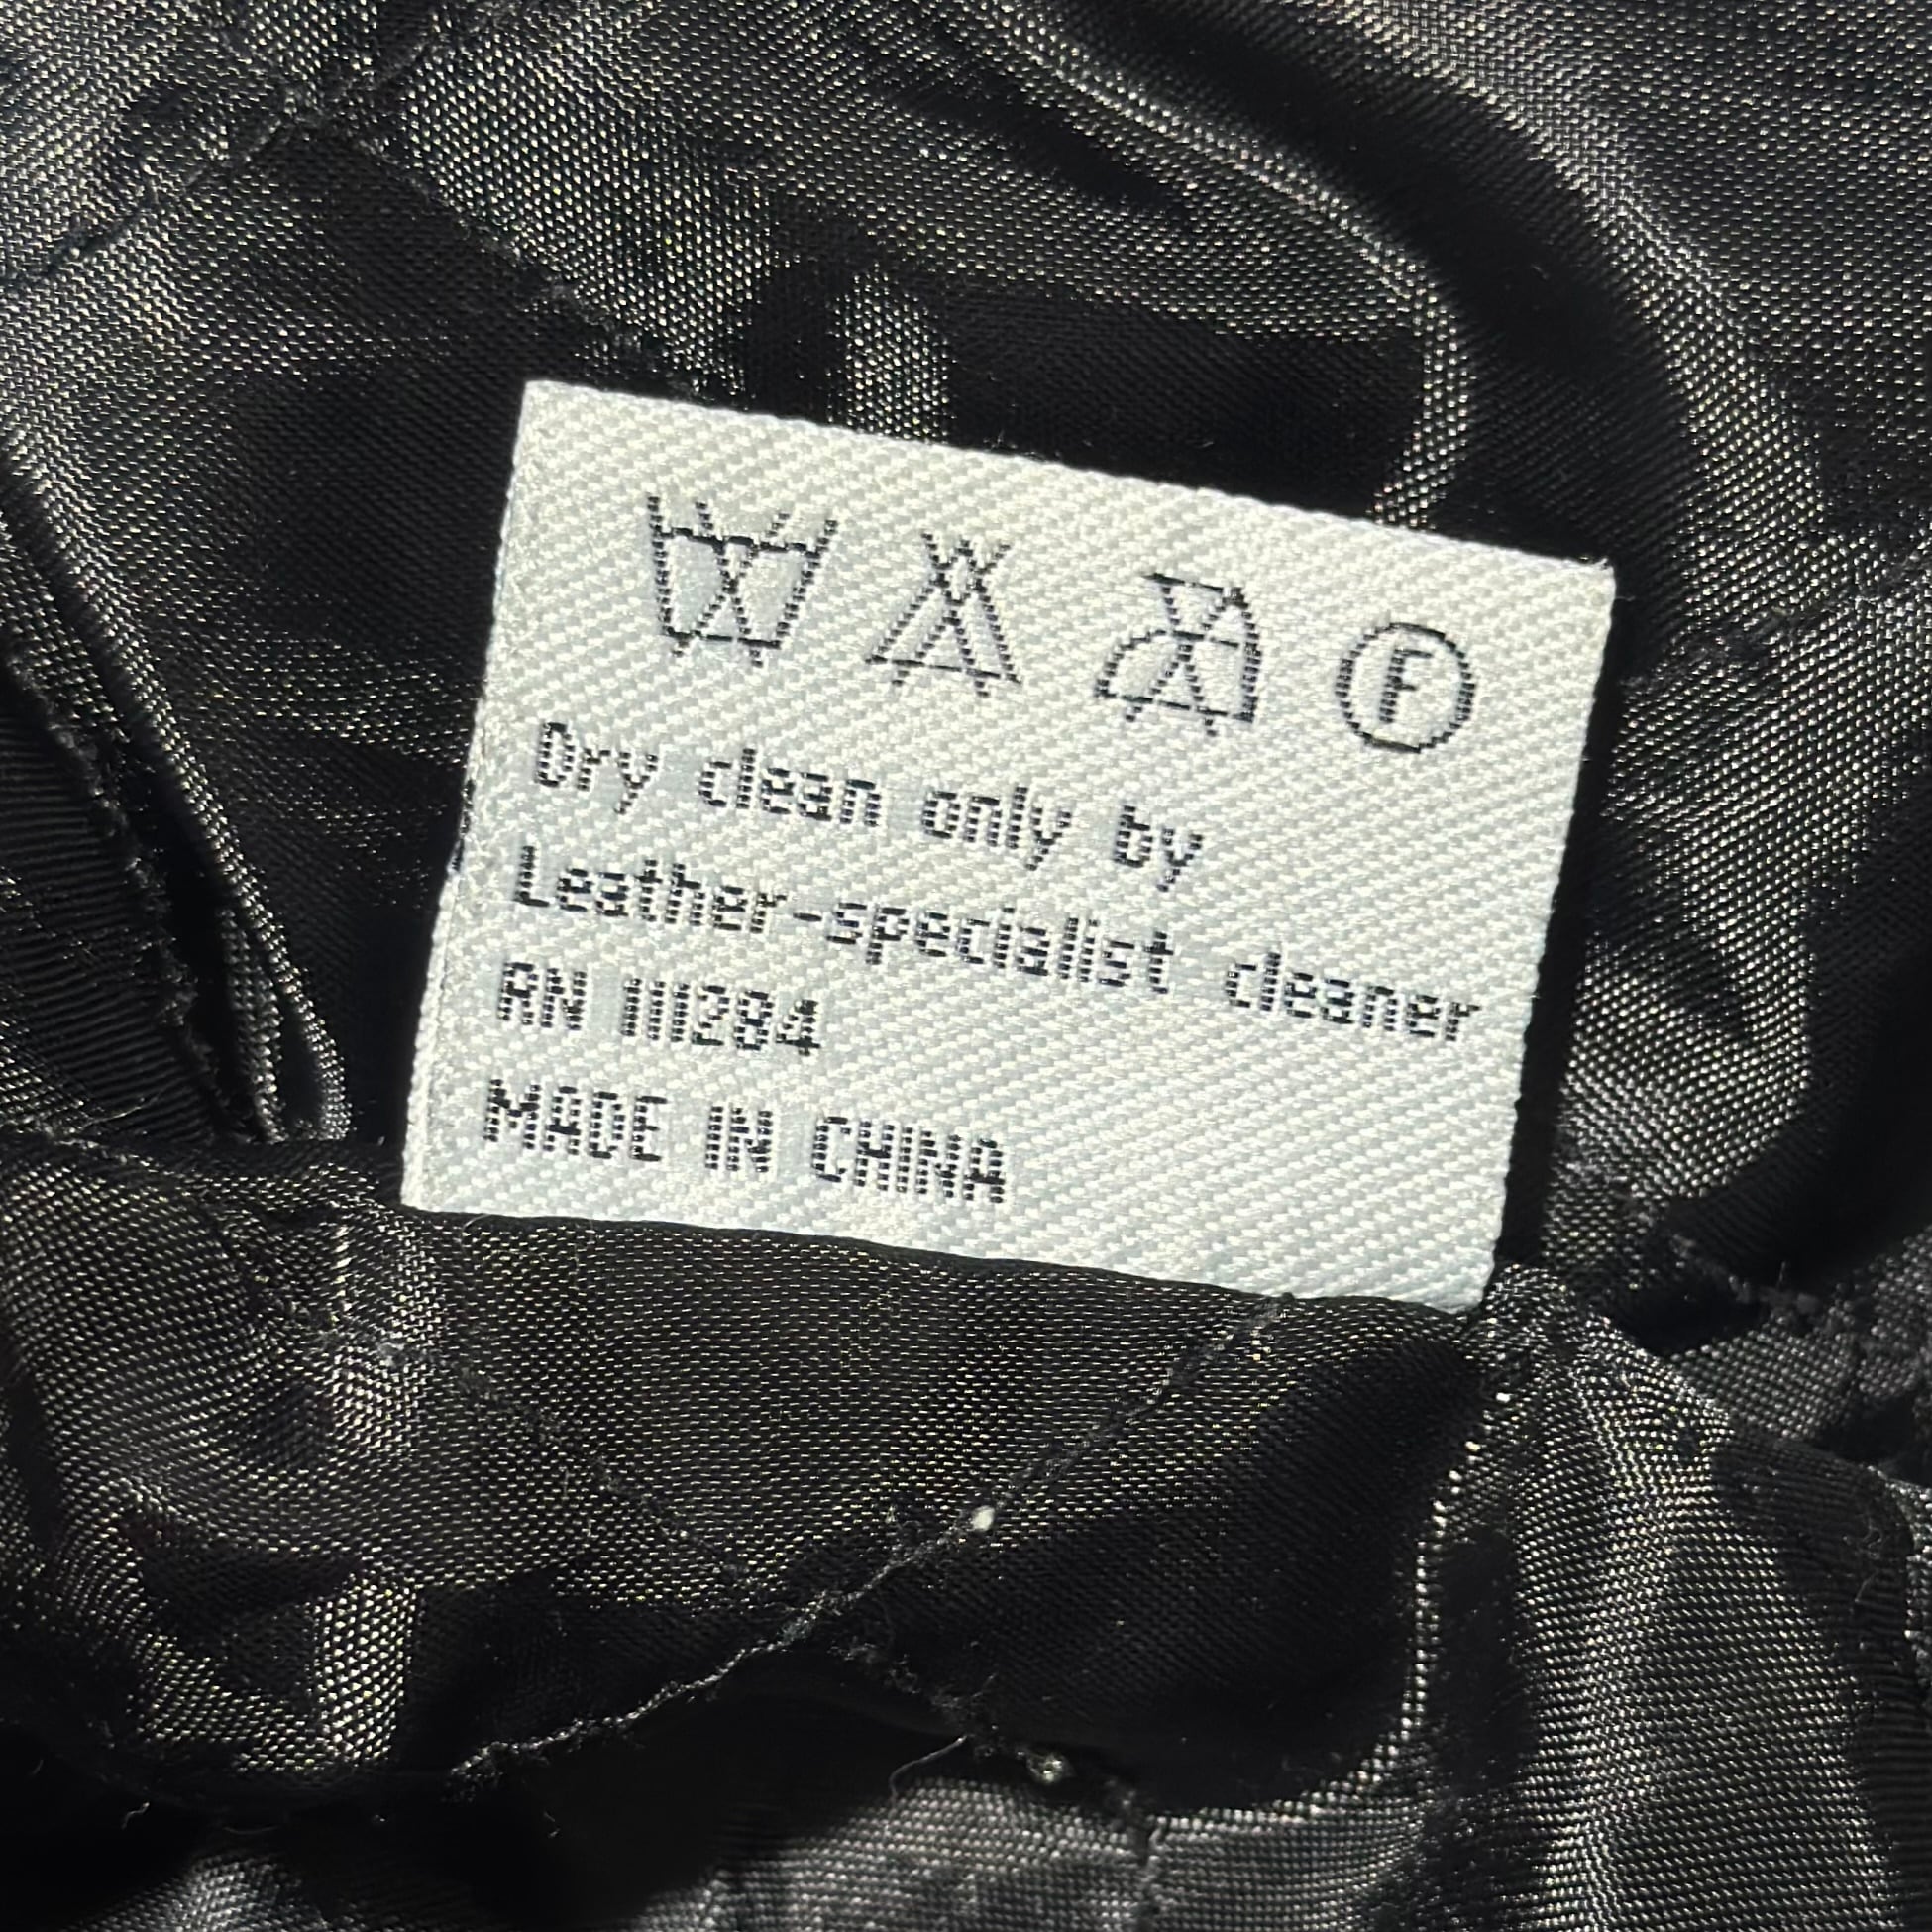 F
Dry clean only by
Leather-specialist cleaner
RN 111284
MADE IN CHINA